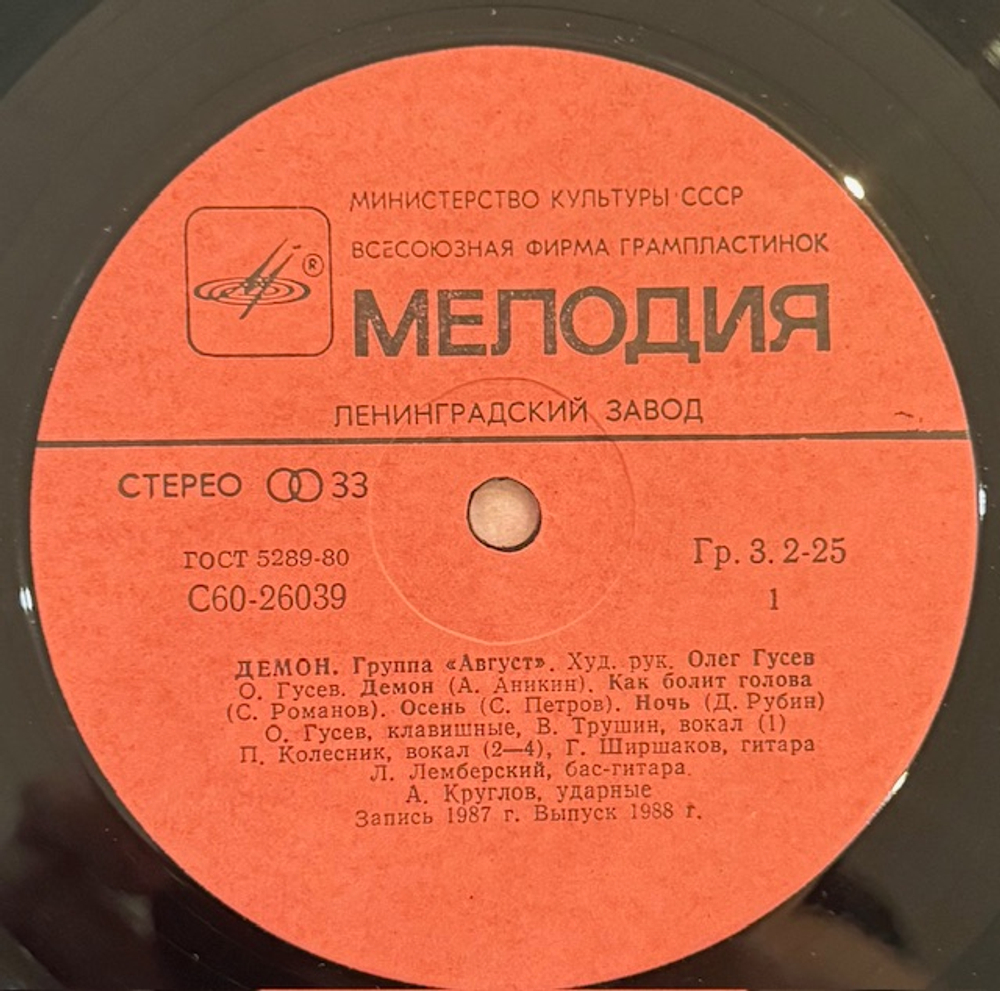 МИНИСТЕРСТВО КУЛЬТУРЫ СССР
ВСЕСОЮЗНАЯ ФИРМА ГРАМПЛАСТИНОК
®
МЕЛОДИЯ
ЛЕНИНГРАДСКИЙ ЗАВОД
СТЕРЕО 33
ГОСТ 5289-80
Гр. 3. 2-25
С60-26039
1
ДЕМОН. Группа «Август». Худ. рук. Олег Гусев
О. Гусев. Демон (А. Аникин). Как болит голова
(С. Романов). Осень (С. Петров). Ночь (Д. Рубин)
О. Гусев, клавишные, В. Трушин, вокал (1)
П. Колесник, вокал (2—4), Г. Ширшаков, гитара
Л. Лемберский, бас-гитара
А. Круглов, ударные
Запись 1987 г. Выпуск 1988 г.